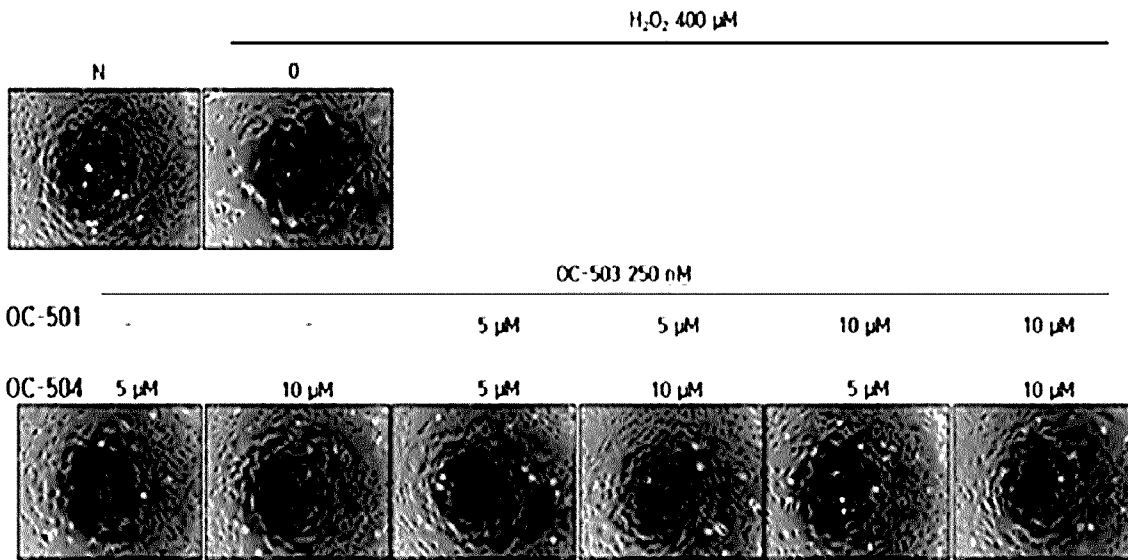 H₂O₂ 400 µM
N 0
OC-503 250 nM
OC-501 - - 5 µM 5 µM 10 µM 10 µM
OC-504 5 µM 10 µM 5 µM 10 µM 5 µM 10 µM